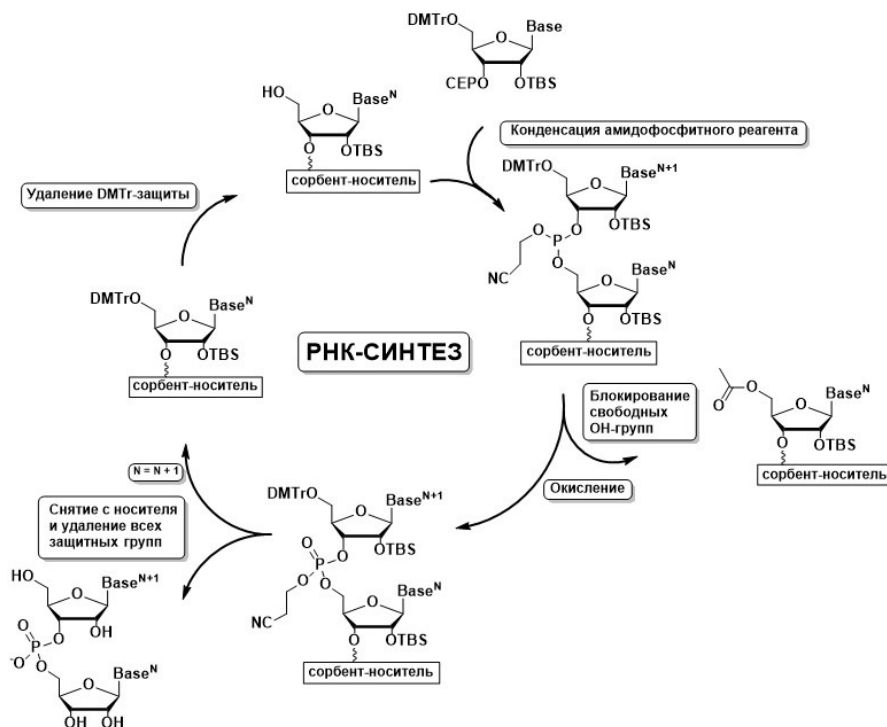 DMTrO
Base
O
CEPO
OTBS
HO
Base^N
O
O
OTBS
сорбент-носитель
Конденсация амидофосфитного реагента
Удаление DMTr-защиты
DMTrO
Base^N+1
O
O
OTBS
O
P
O
NC
Base^N
O
O
OTBS
сорбент-носитель
DMTrO
Base^N
O
O
OTBS
сорбент-носитель
РНК-СИНТЕЗ
Блокирование
свободных
OH-групп
O
O
Base^N
O
O
OTBS
сорбент-носитель
Окисление
N = N + 1
Снятие с носителя
и удаление всех
защитных групп
DMTrO
Base^N+1
O
O
OTBS
O
P
O
O
NC
Base^N
O
O
OTBS
сорбент-носитель
HO
Base^N+1
O
O
OH
O
P
-O
O
Base^N
O
OH
OH